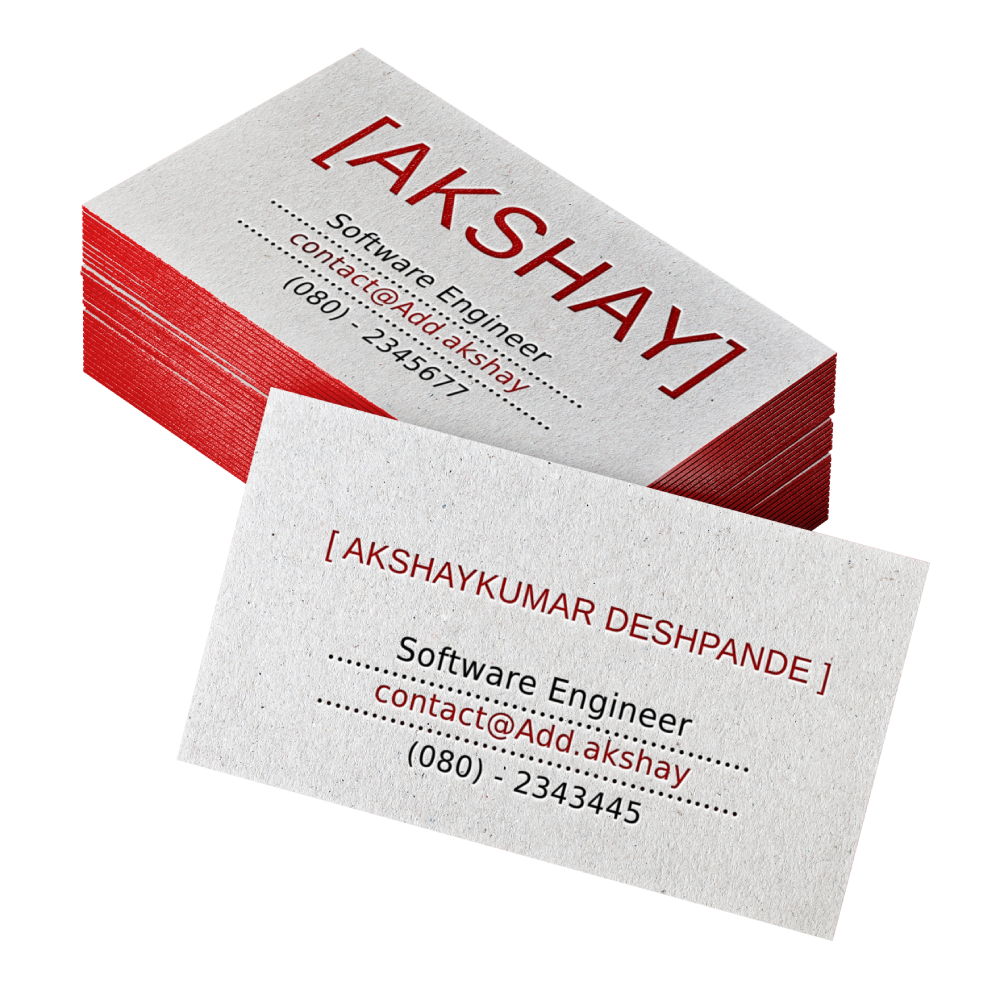 [AKSHAY]
Software Engineer
contact@Add.akshay
(080) - 2345677
[ AKSHAYKUMAR DESHPANDE ]
Software Engineer
contact@Add.akshay
(080) - 2343445